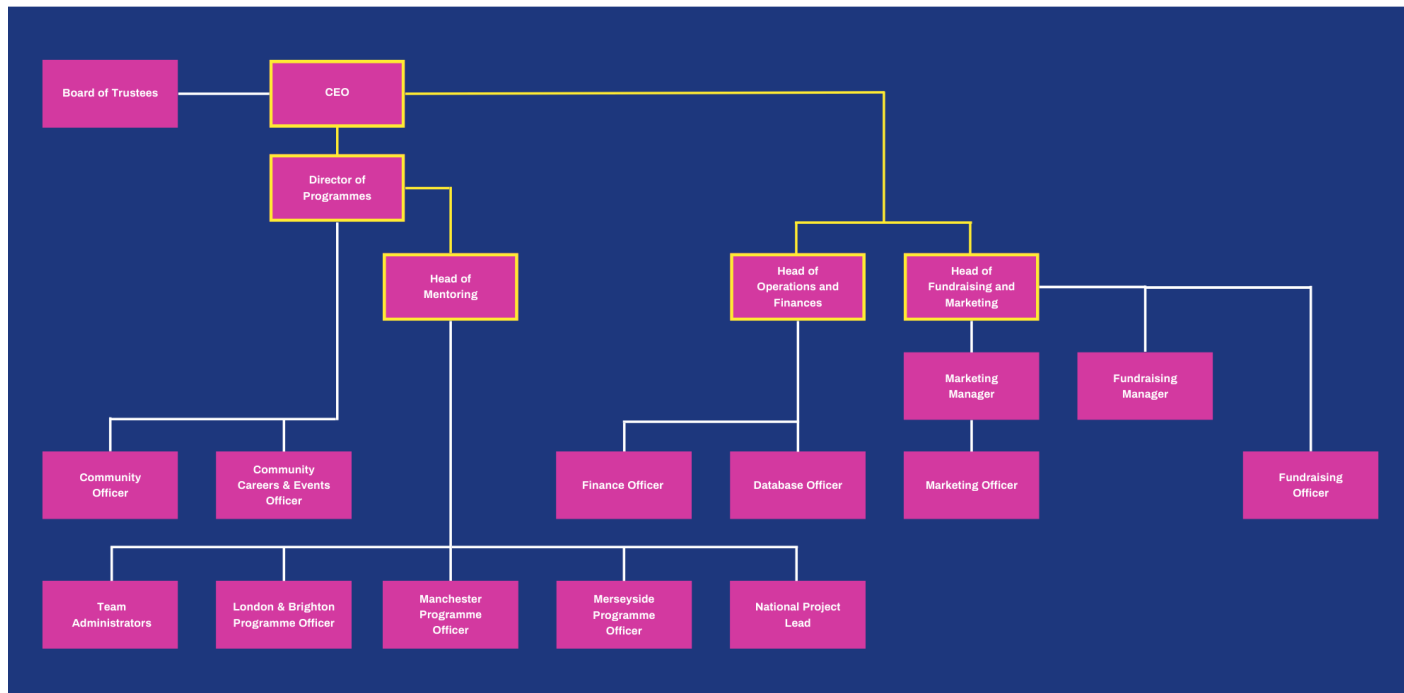 Board of Trustees
CEO
Director of
Programmes
Head of
Mentoring
Head of
Operations and
Finances
Head of
Fundraising and
Marketing
Marketing
Manager
Fundraising
Manager
Community
Officer
Community
Careers & Events
Officer
Finance Officer
Database Officer
Marketing Officer
Fundraising
Officer
Team
Administrators
London & Brighton
Programme Officer
Manchester
Programme
Officer
Merseyside
Programme
Officer
National Project
Lead